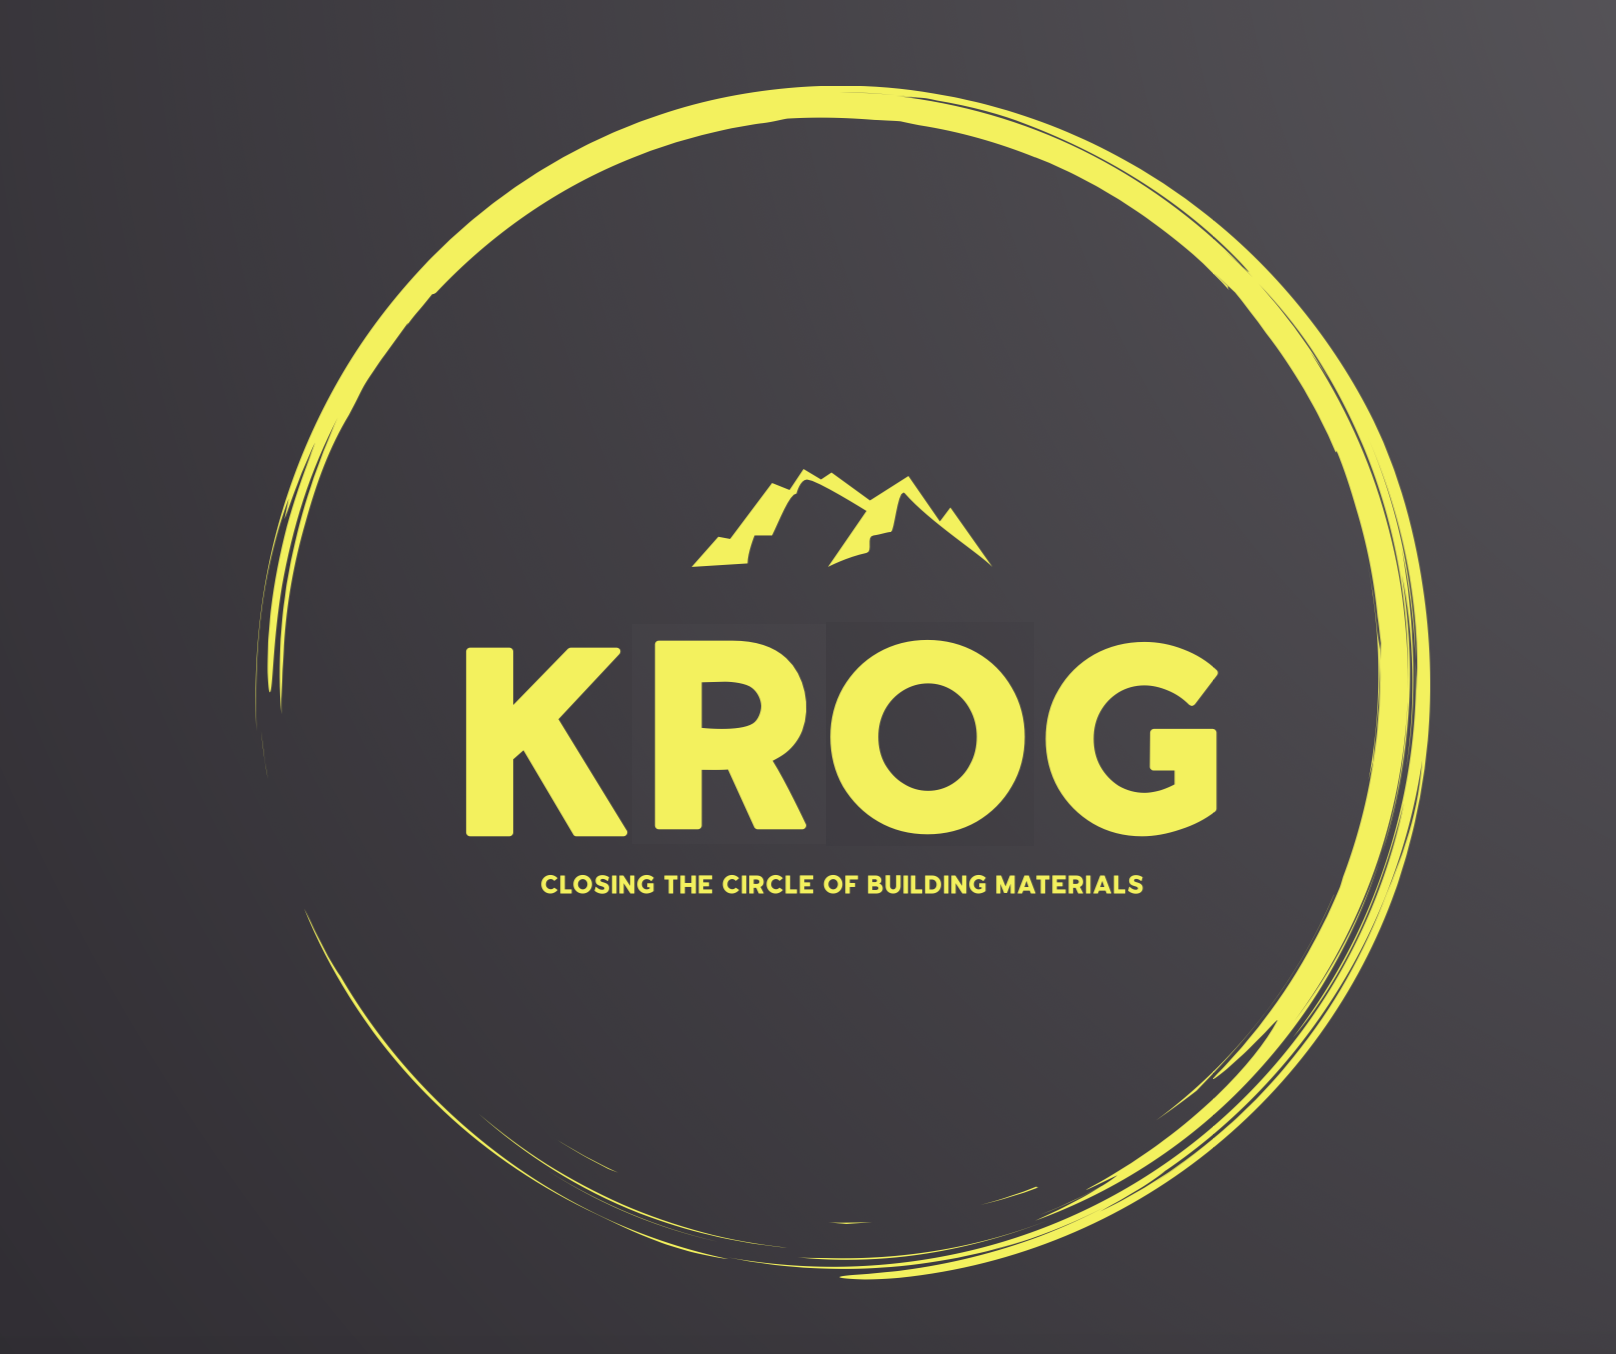 KROG
CLOSING THE CIRCLE OF BUILDING MATERIALS